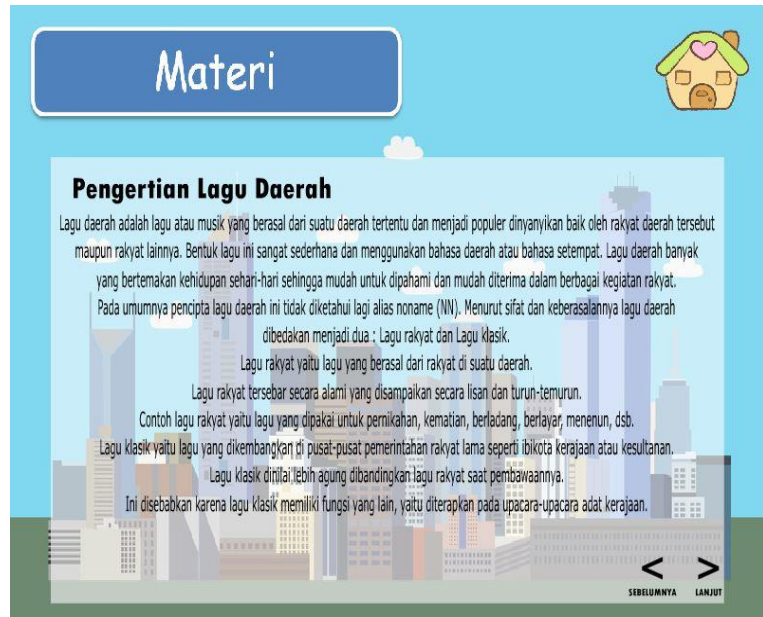 Materi
Pengertian Lagu Daerah
Lagu daerah adalah lagu atau musik yang berasal dari suatu daerah tertentu dan menjadi populer dinyanyikan baik oleh rakyat daerah tersebut
maupun rakyat lainnya. Bentuk lagu ini sangat sederhana dan menggunakan bahasa daerah atau bahasa setempat. Lagu daerah banyak
yang bertemakan kehidupan sehari-hari sehingga mudah untuk dipahami dan mudah diterima dalam berbagai kegiatan rakyat.
Pada umumnya pencipta lagu daerah ini tidak diketahui lagi alias noname (NN). Menurut sifat dan keberasalannya lagu daerah
dibedakan menjadi dua : Lagu rakyat dan Lagu klasik.
Lagu rakyat yaitu lagu yang berasal dari rakyat di suatu daerah.
Lagu rakyat tersebar secara alami yang disampaikan secara lisan dan turun-temurun.
Contoh lagu rakyat yaitu lagu yang dipakai untuk pernikahan, kematian, berladang, berlayar, menenun, dsb.
Lagu klasik yaitu lagu yang dikembangkan di pusat-pusat pemerintahan rakyat lama seperti ibikota kerajaan atau kesultanan.
Lagu klasik dinilai lebih agung dibandingkan lagu rakyat saat pembawaannya.
Ini disebabkan karena lagu klasik memiliki fungsi yang lain, yaitu diterapkan pada upacara-upacara adat kerajaan.
< >
SEBELUMNYA LANJUT